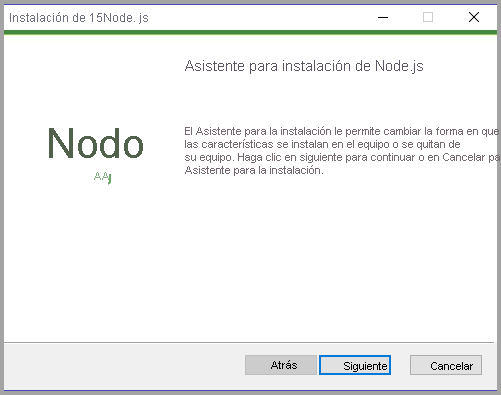 Instalación de 15Node. js
Asistente para instalación de Node.js
Nodo
AAj
El Asistente para la instalación le permite cambiar la forma en que
las características se instalan en el equipo o se quitan de
su equipo. Haga clic en siguiente para continuar o en Cancelar pa
Asistente para la instalación.
Atrás
Siguiente
Cancelar